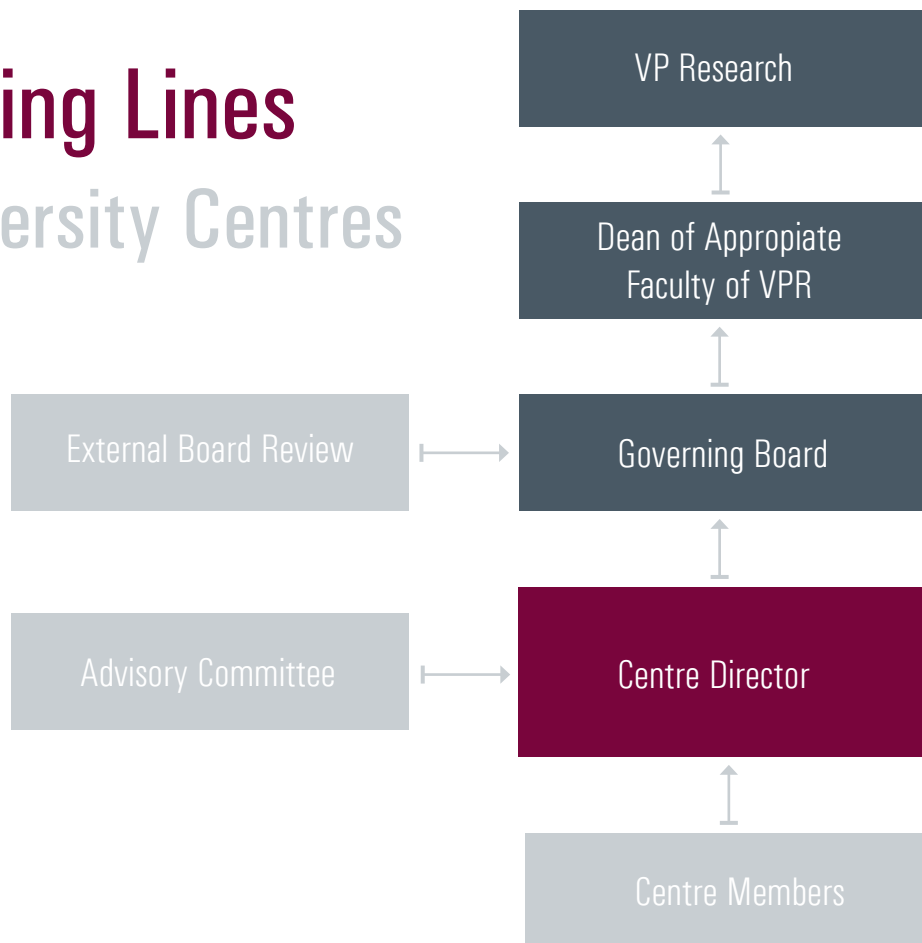 ing Lines
ersity Centres
VP Research
Dean of Appropiate
Faculty of VPR
External Board Review
Governing Board
Advisory Committee
Centre Director
Centre Members